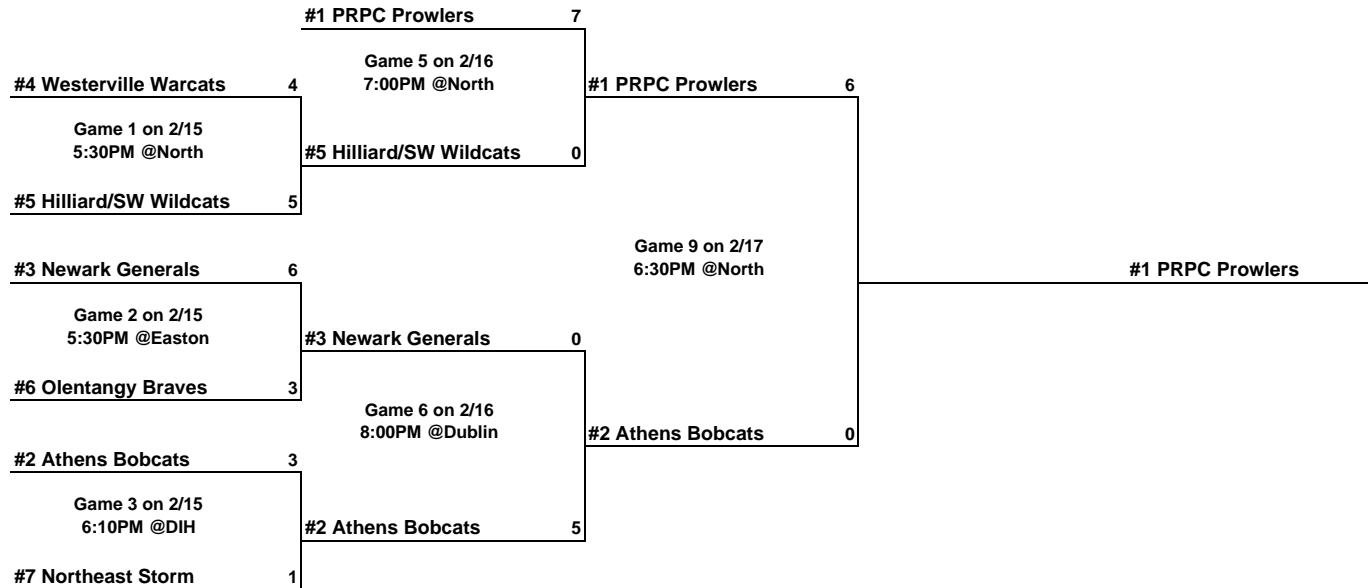 #1 PRPC Prowlers 7
Game 5 on 2/16
#4 Westerville Warcats 4
7:00PM @North
#1 PRPC Prowlers 6
Game 1 on 2/15
5:30PM @North
#5 Hilliard/SW Wildcats 0
#5 Hilliard/SW Wildcats 5
Game 9 on 2/17
#3 Newark Generals 6
6:30PM @North
#1 PRPC Prowlers
Game 2 on 2/15
5:30PM @Easton
#3 Newark Generals 0
#6 Olentangy Braves 3
Game 6 on 2/16
8:00PM @Dublin
#2 Athens Bobcats 0
#2 Athens Bobcats 3
Game 3 on 2/15
6:10PM @DIH
#2 Athens Bobcats 5
#7 Northeast Storm 1